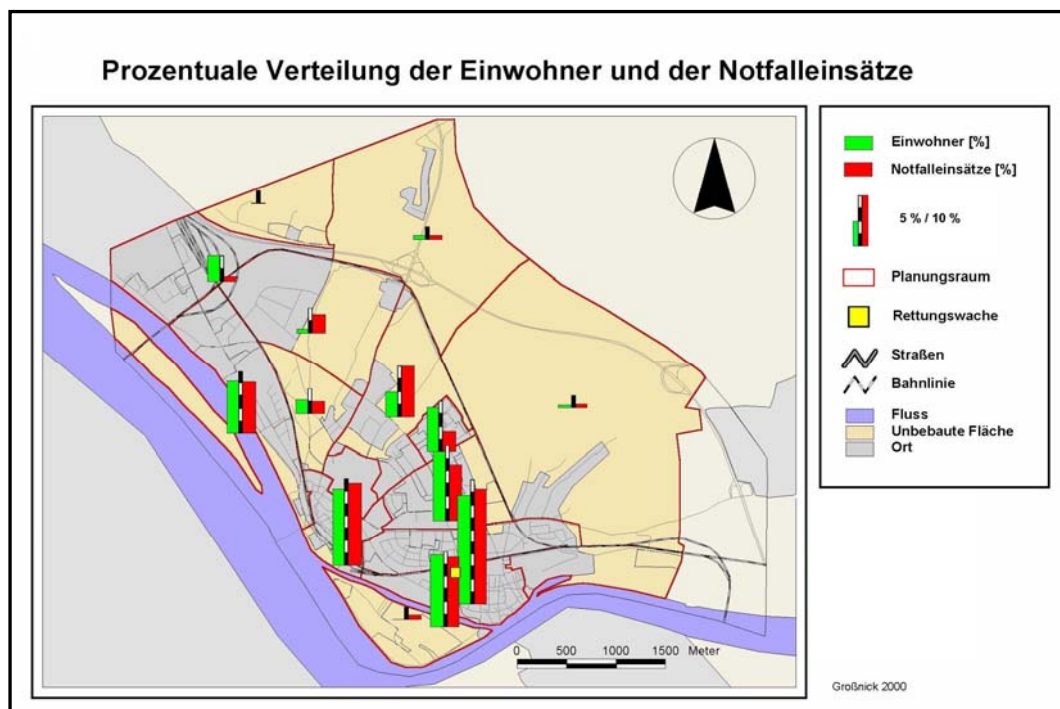 Prozentuale Verteilung der Einwohner und der Notfalleinsätze
Einwohner [%]
Notfalleinsätze [%]
5 % / 10 %
Planungsraum
Rettungswache
Straßen
Bahnlinie
Fluss
Unbebaute Fläche
Ort
0 500 1000 1500 Meter
Großnick 2000